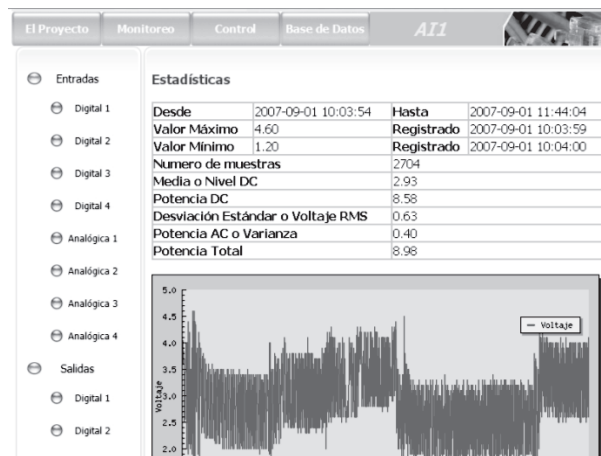 El Proyecto Monitoreo Control Base de Datos AI1
Entradas
Digital 1
Digital 2
Digital 3
Digital 4
Analógica 1
Analógica 2
Analógica 3
Analógica 4
Salidas
Digital 1
Digital 2
Estadísticas
Desde 2007-09-01 10:03:54 Hasta 2007-09-01 11:44:04
Valor Máximo 4.60 Registrado 2007-09-01 10:03:59
Valor Mínimo 1.20 Registrado 2007-09-01 10:04:00
Numero de muestras 2704
Media o Nivel DC 2.93
Potencia DC 8.58
Desviación Estándar o Voltaje RMS 0.63
Potencia AC o Varianza 0.40
Potencia Total 8.98
5.0
4.5
4.0
3.5
3.0
2.5
2.0
Voltaje
Voltaje